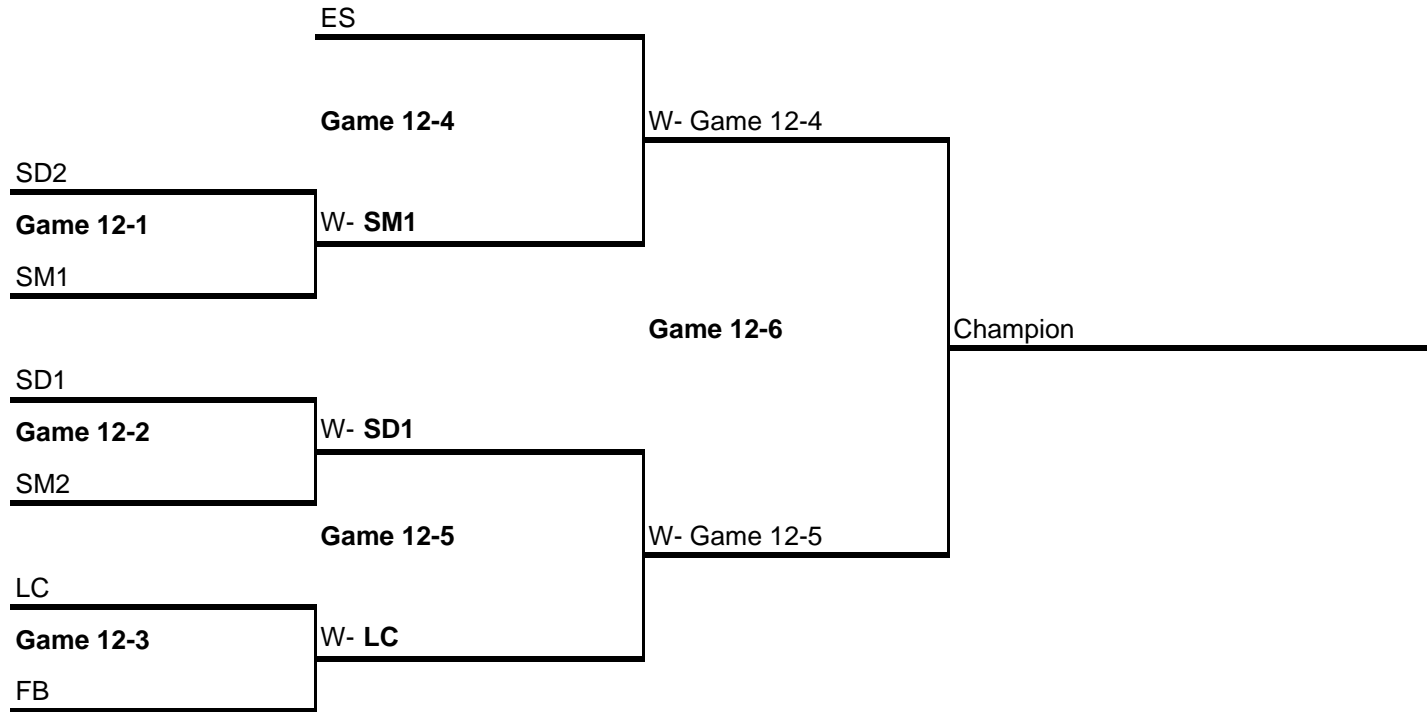 ES
Game 12-4
W- Game 12-4
SD2
Game 12-1
W- SM1
SM1
Game 12-6
Champion
SD1
Game 12-2
W- SD1
SM2
Game 12-5
W- Game 12-5
LC
Game 12-3
W- LC
FB